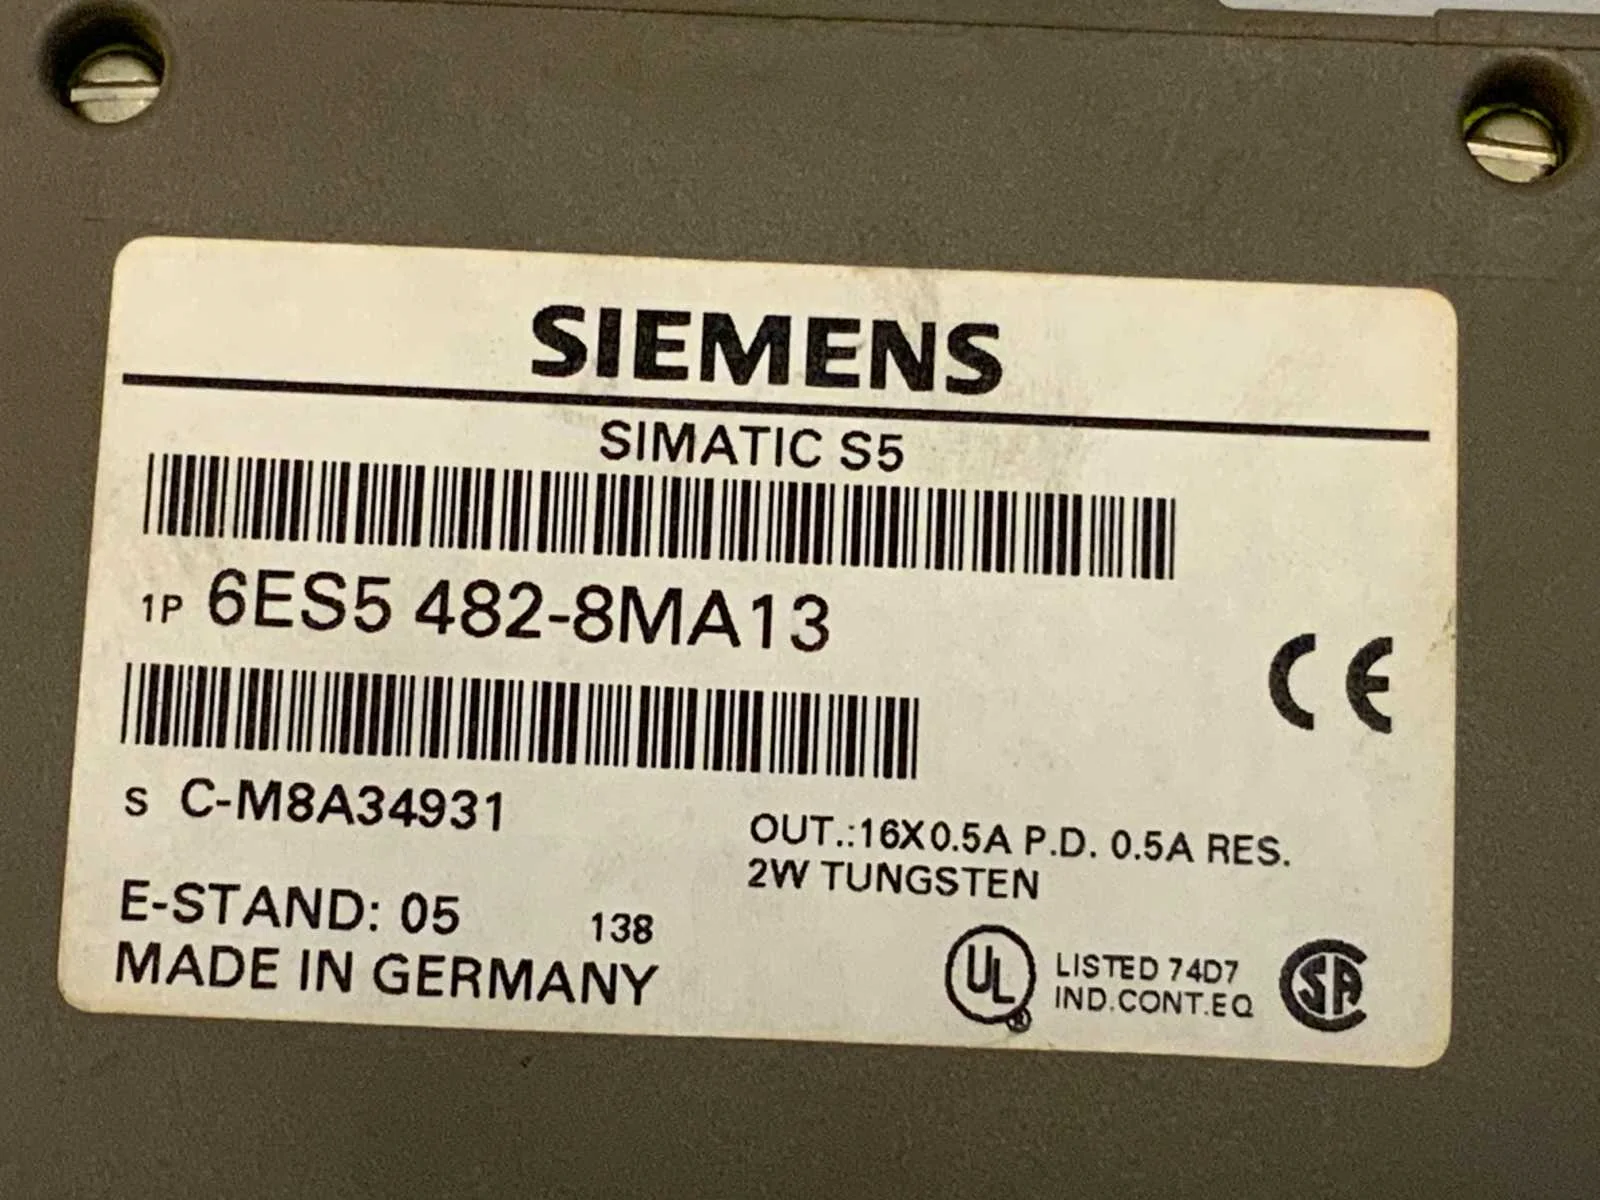 SIEMENS
SIMATIC S5
1P 6ES5 482-8MA13
CE
S C-M8A34931
OUT.:16X0.5A P.D. 0.5A RES.
2W TUNGSTEN
E-STAND: 05 138
MADE IN GERMANY
UL ®
LISTED 74D7
IND.CONT.EQ
SA